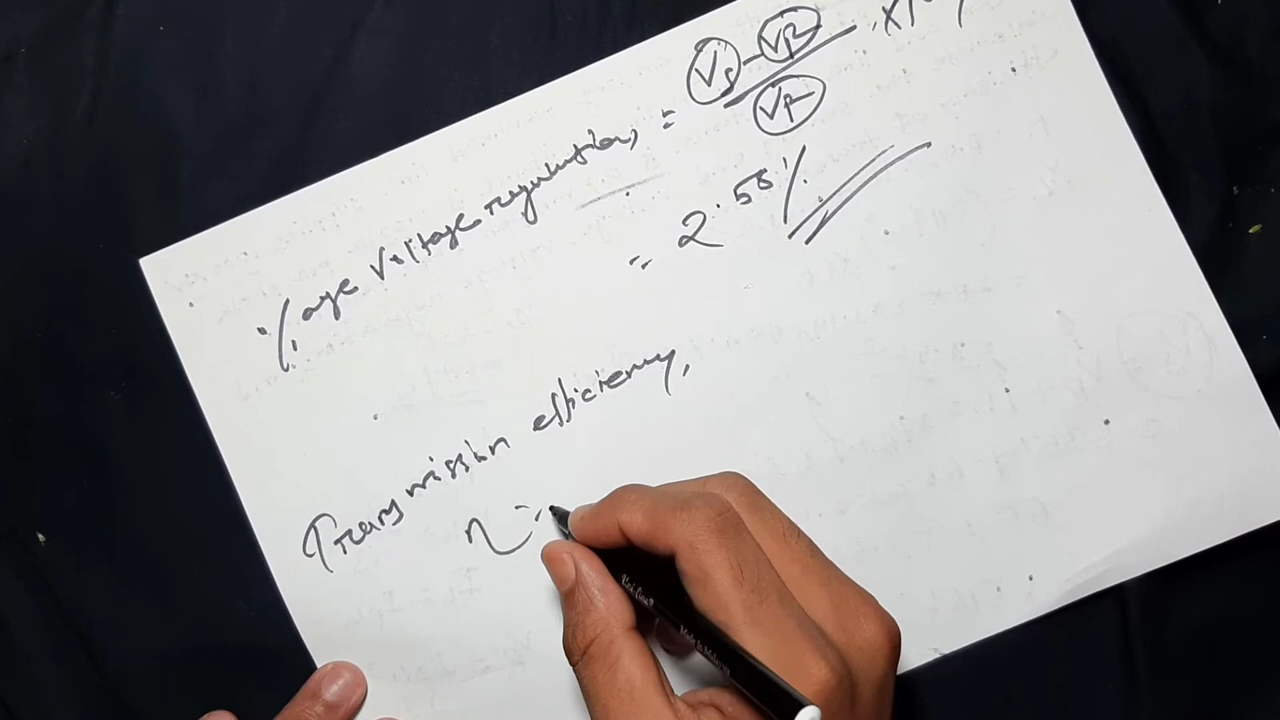 %age Voltage regulation, = (Vs - VR) / VR × 100
= 2.58%
Transmission efficiency,
η =